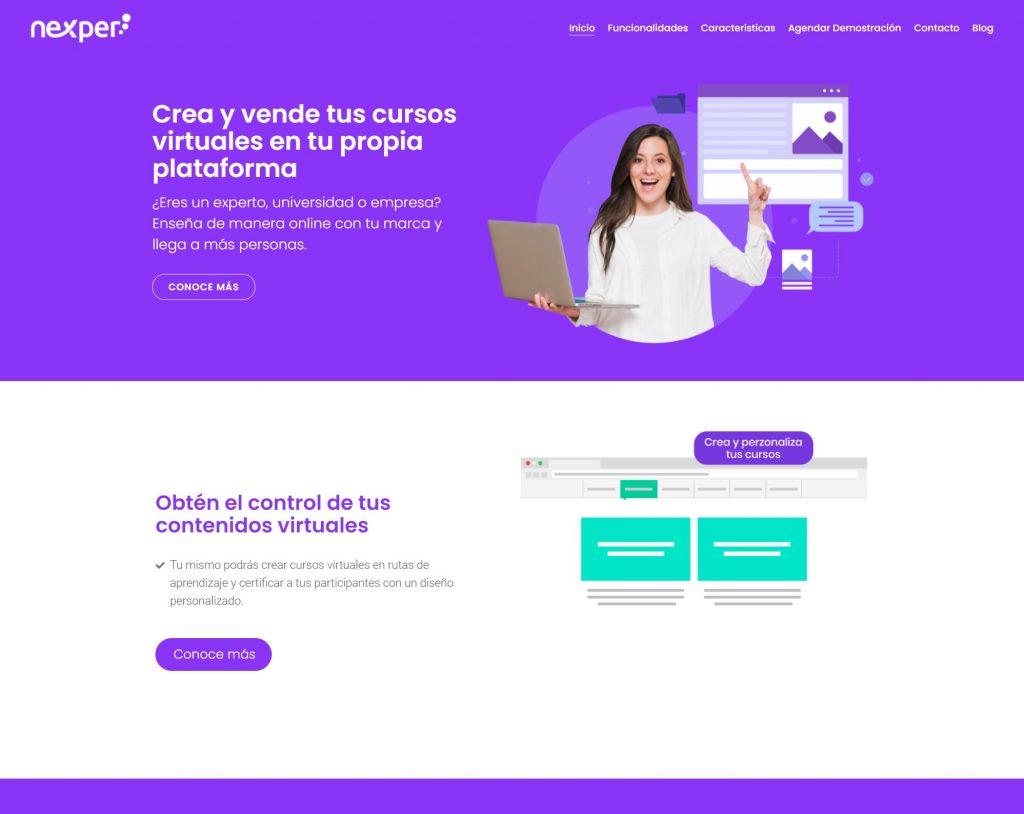 nexper
Inicio
Funcionalidades
Caracteristicas
Agendar Demostración
Contacto
Blog
Crea y vende tus cursos
virtuales en tu propia
plataforma
¿Eres un experto, universidad o empresa?
Enseña de manera online con tu marca y
llega a más personas.
CONOCE MÁS
Crea y perzonaliza
tus cursos
Obtén el control de tus
contenidos virtuales
Tu mismo podrás crear cursos virtuales en rutas de
aprendizaje y certificar a tus participantes con un diseño
personalizado.
Conoce más